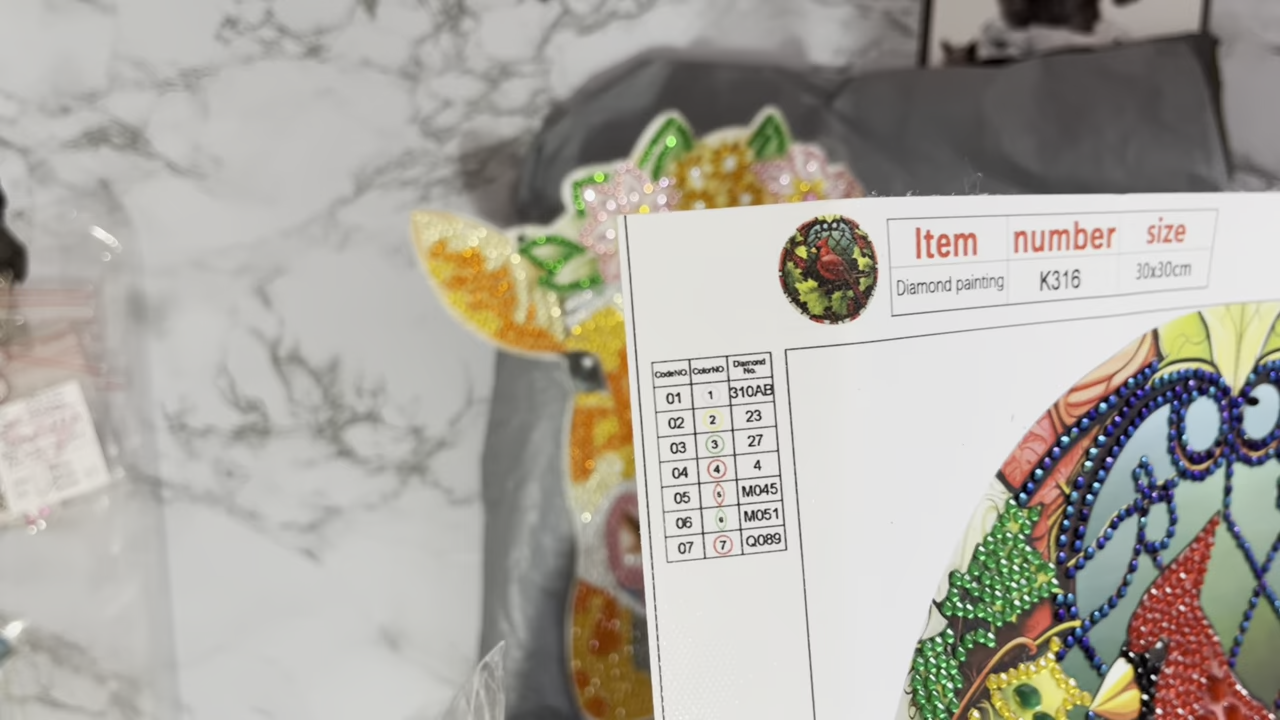 Item number size
Diamond painting K316 30x30cm
CodeNO. ColorNO. Diamond No.
01 1 310AB
02 2 23
03 3 27
04 4 4
05 5 M045
06 6 M051
07 7 Q089